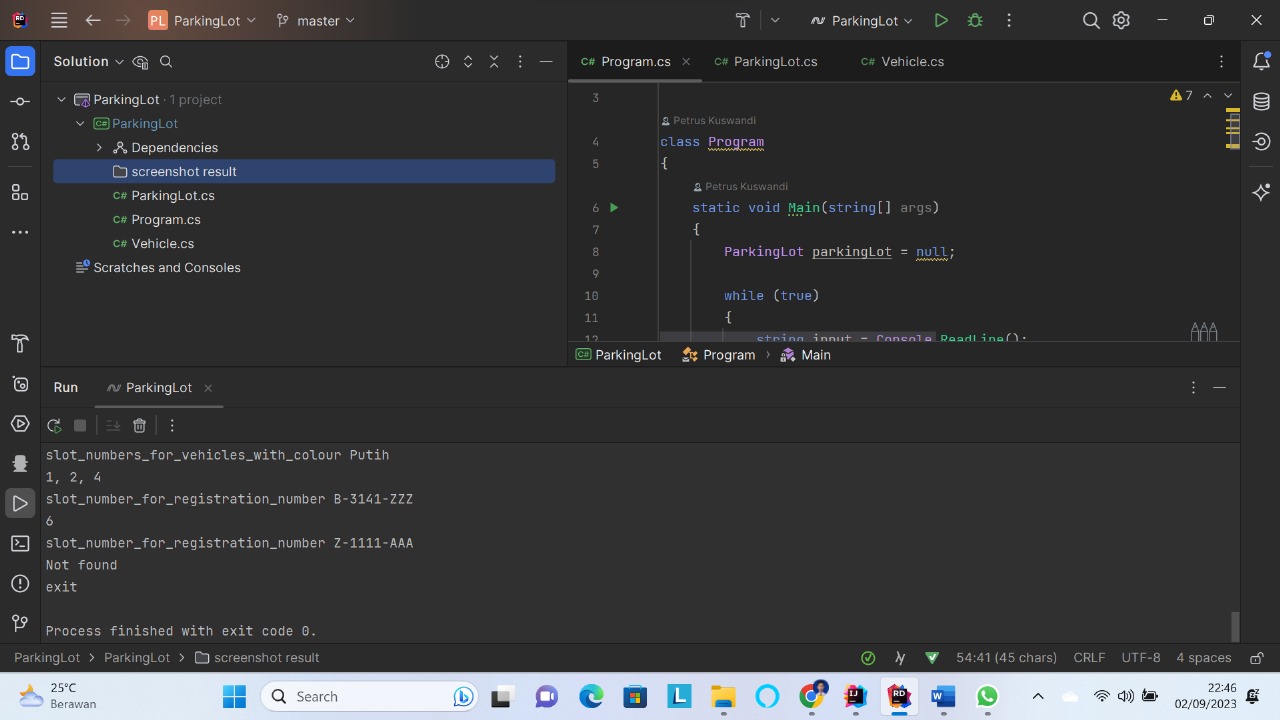 PL ParkingLot master ParkingLot
Solution
ParkingLot · 1 project
C# ParkingLot
Dependencies
screenshot result
C# ParkingLot.cs
C# Program.cs
C# Vehicle.cs
Scratches and Consoles
C# Program.cs C# ParkingLot.cs C# Vehicle.cs
3
7
Petrus Kuswandi
4 class Program
5 {
Petrus Kuswandi
6 static void Main(string[] args)
7 {
8 ParkingLot parkingLot = null;
9
10 while (true)
11 {
12 string input = Console.ReadLine();
C# ParkingLot Program › Main
Run ParkingLot
slot_numbers_for_vehicles_with_colour Putih
1, 2, 4
slot_number_for_registration_number B-3141-ZZZ
6
slot_number_for_registration_number Z-1111-AAA
Not found
exit
Process finished with exit code 0.
ParkingLot > ParkingLot > screenshot result 54:41 (45 chars) CRLF UTF-8 4 spaces
25°C
Berawan
Search
22:46
02/09/2023